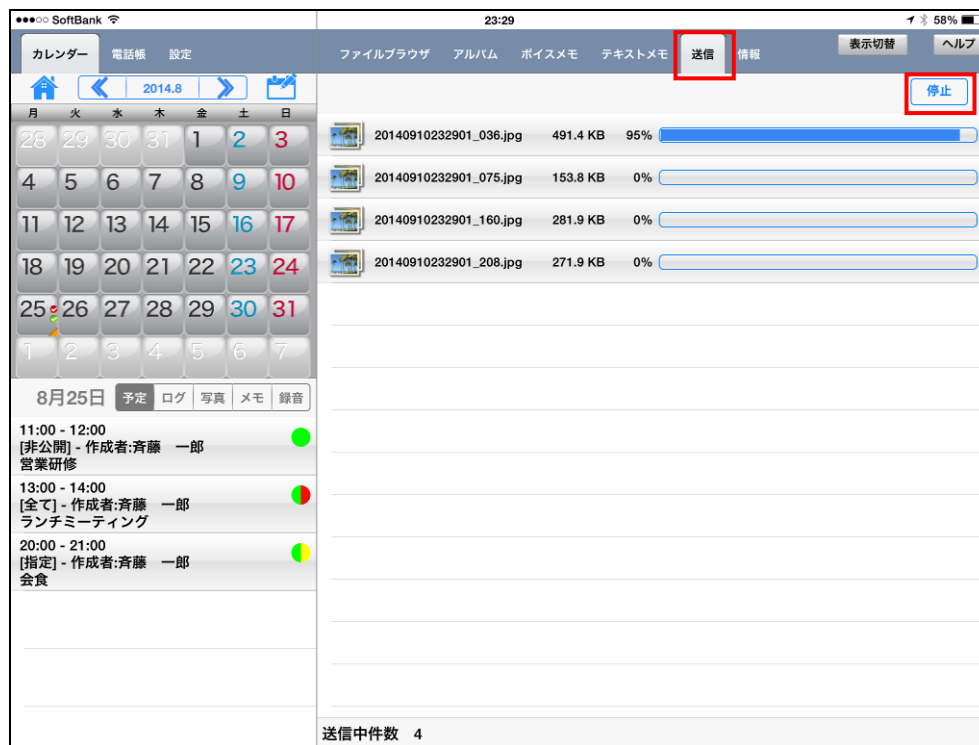 SoftBank 23:29 58%
カレンダー 電話帳 設定 ファイルブラウザ アルバム ボイスメモ テキストメモ 送信 情報 表示切替 ヘルプ
2014.8 停止
月 火 水 木 金 土 日
28 29 30 31 1 2 3
4 5 6 7 8 9 10
11 12 13 14 15 16 17
18 19 20 21 22 23 24
25 26 27 28 29 30 31
1 2 3 4 5 6 7
8月25日 予定 ログ 写真 メモ 録音
11:00 - 12:00
[非公開] - 作成者:斉藤　一郎
営業研修
13:00 - 14:00
[全て] - 作成者:斉藤　一郎
ランチミーティング
20:00 - 21:00
[指定] - 作成者:斉藤　一郎
会食
20140910232901_036.jpg 491.4 KB 95%
20140910232901_075.jpg 153.8 KB 0%
20140910232901_160.jpg 281.9 KB 0%
20140910232901_208.jpg 271.9 KB 0%
送信中件数 4